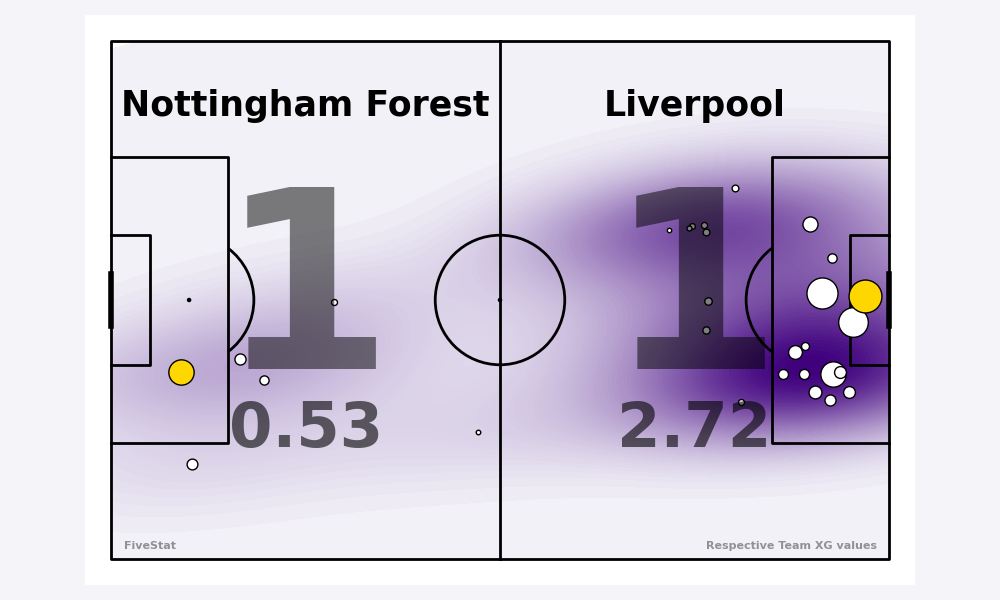 Nottingham Forest
Liverpool
1
1
0.53
2.72
FiveStat
Respective Team XG values